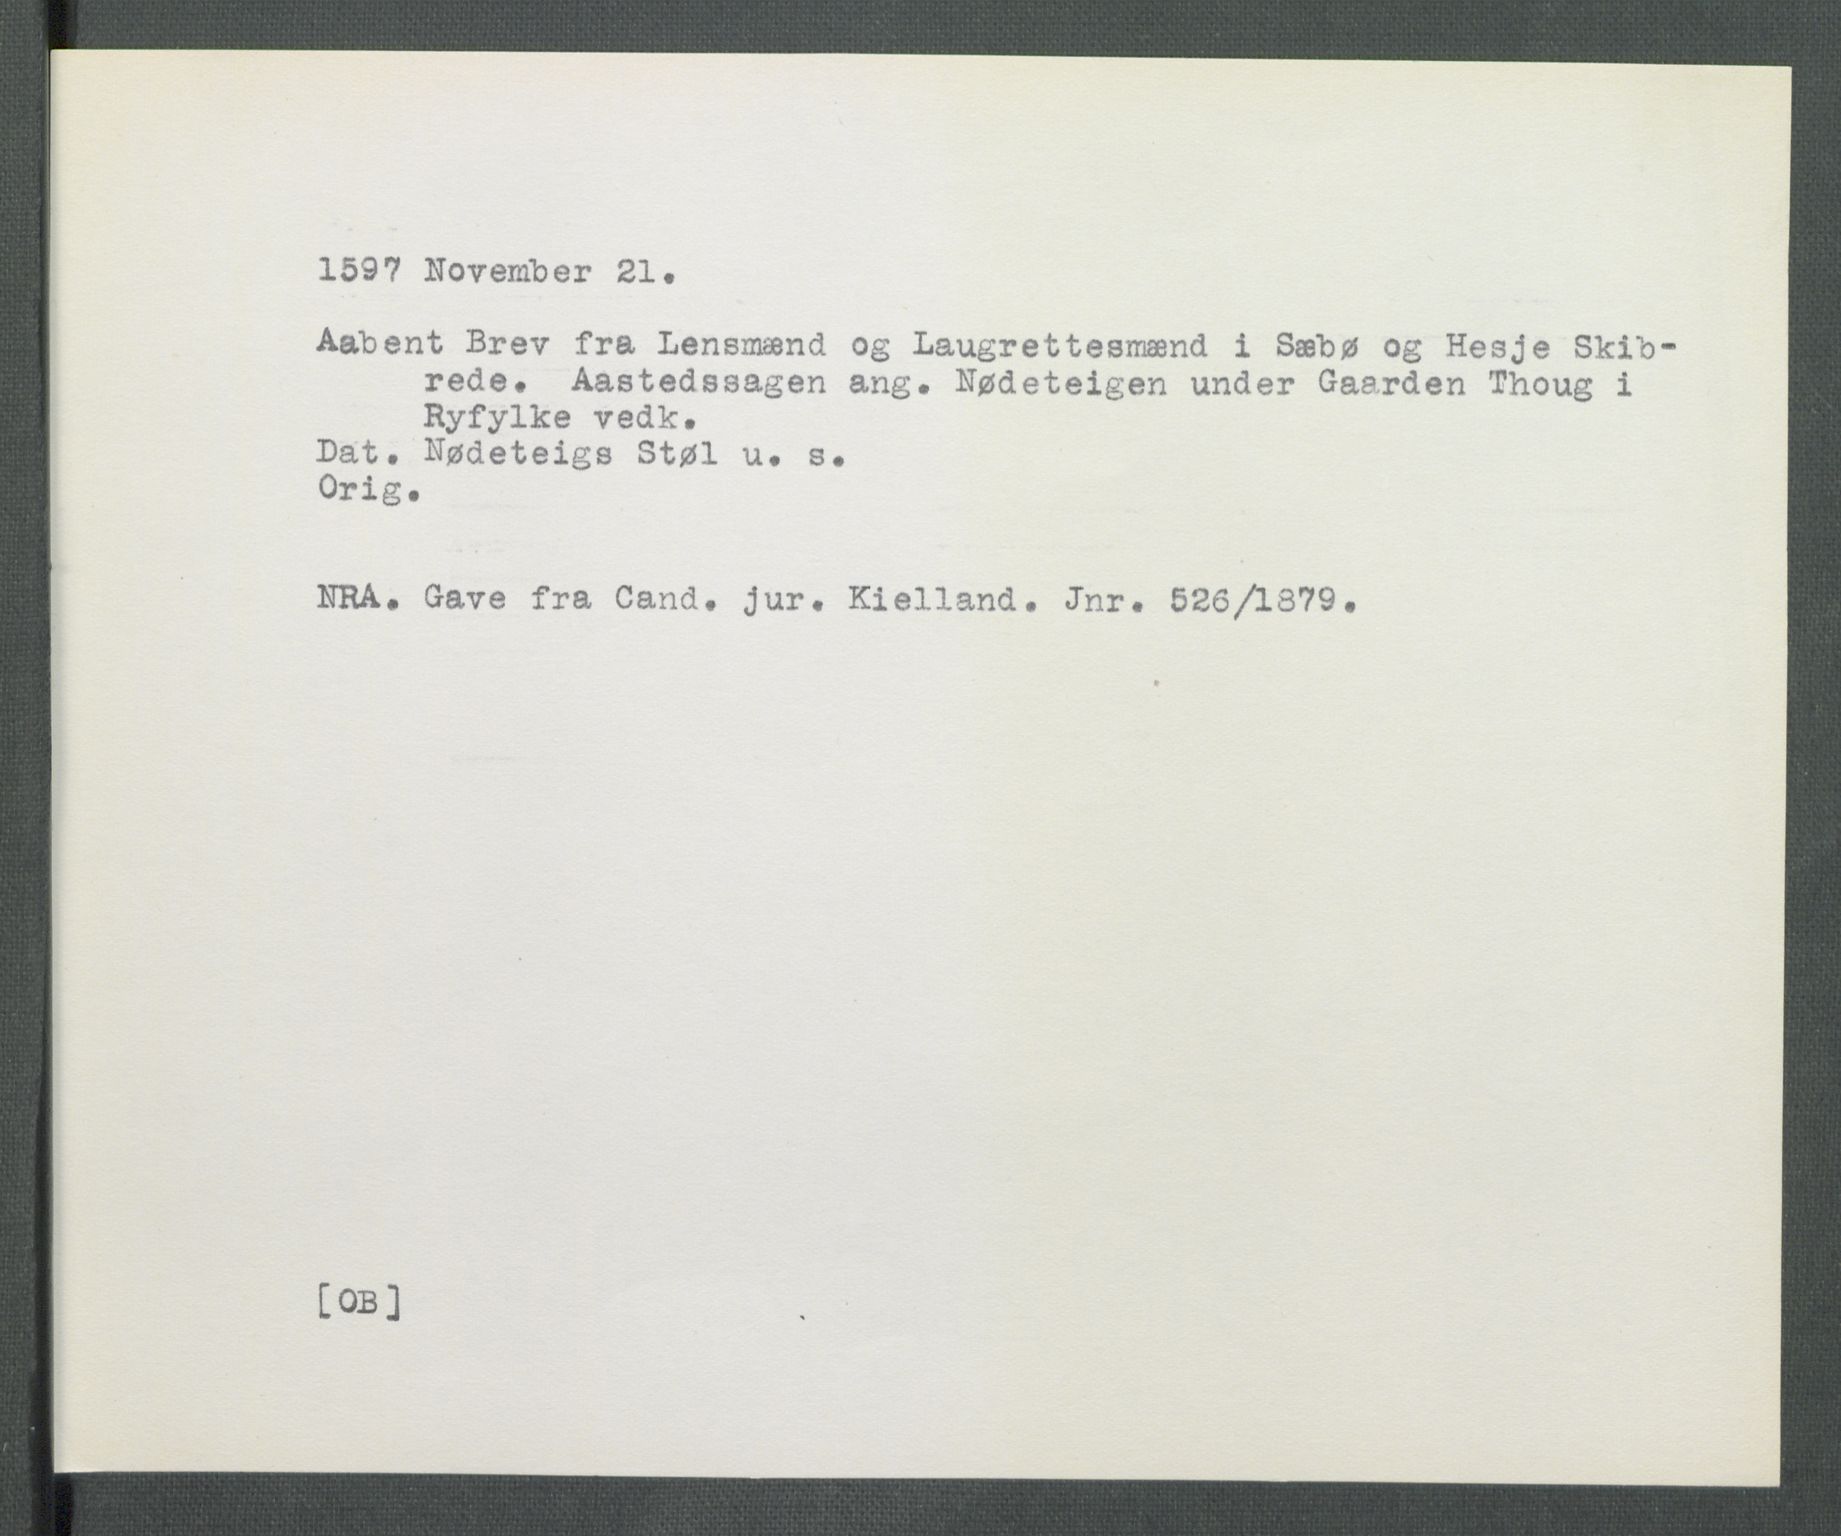 1597 November 21.
Aabent Brev fra Lensmænd og Laugrettesmænd i Sæbø og Hesje Skib-
rede. Aastedssagen ang. Nødeteigen under Gaarden Thoug i
Ryfylke vedk.
Dat. Nødeteigs Støl u. s.
Orig.
NRA. Gave fra Cand. jur. Kielland. Jnr. 526/1879.
[OB]